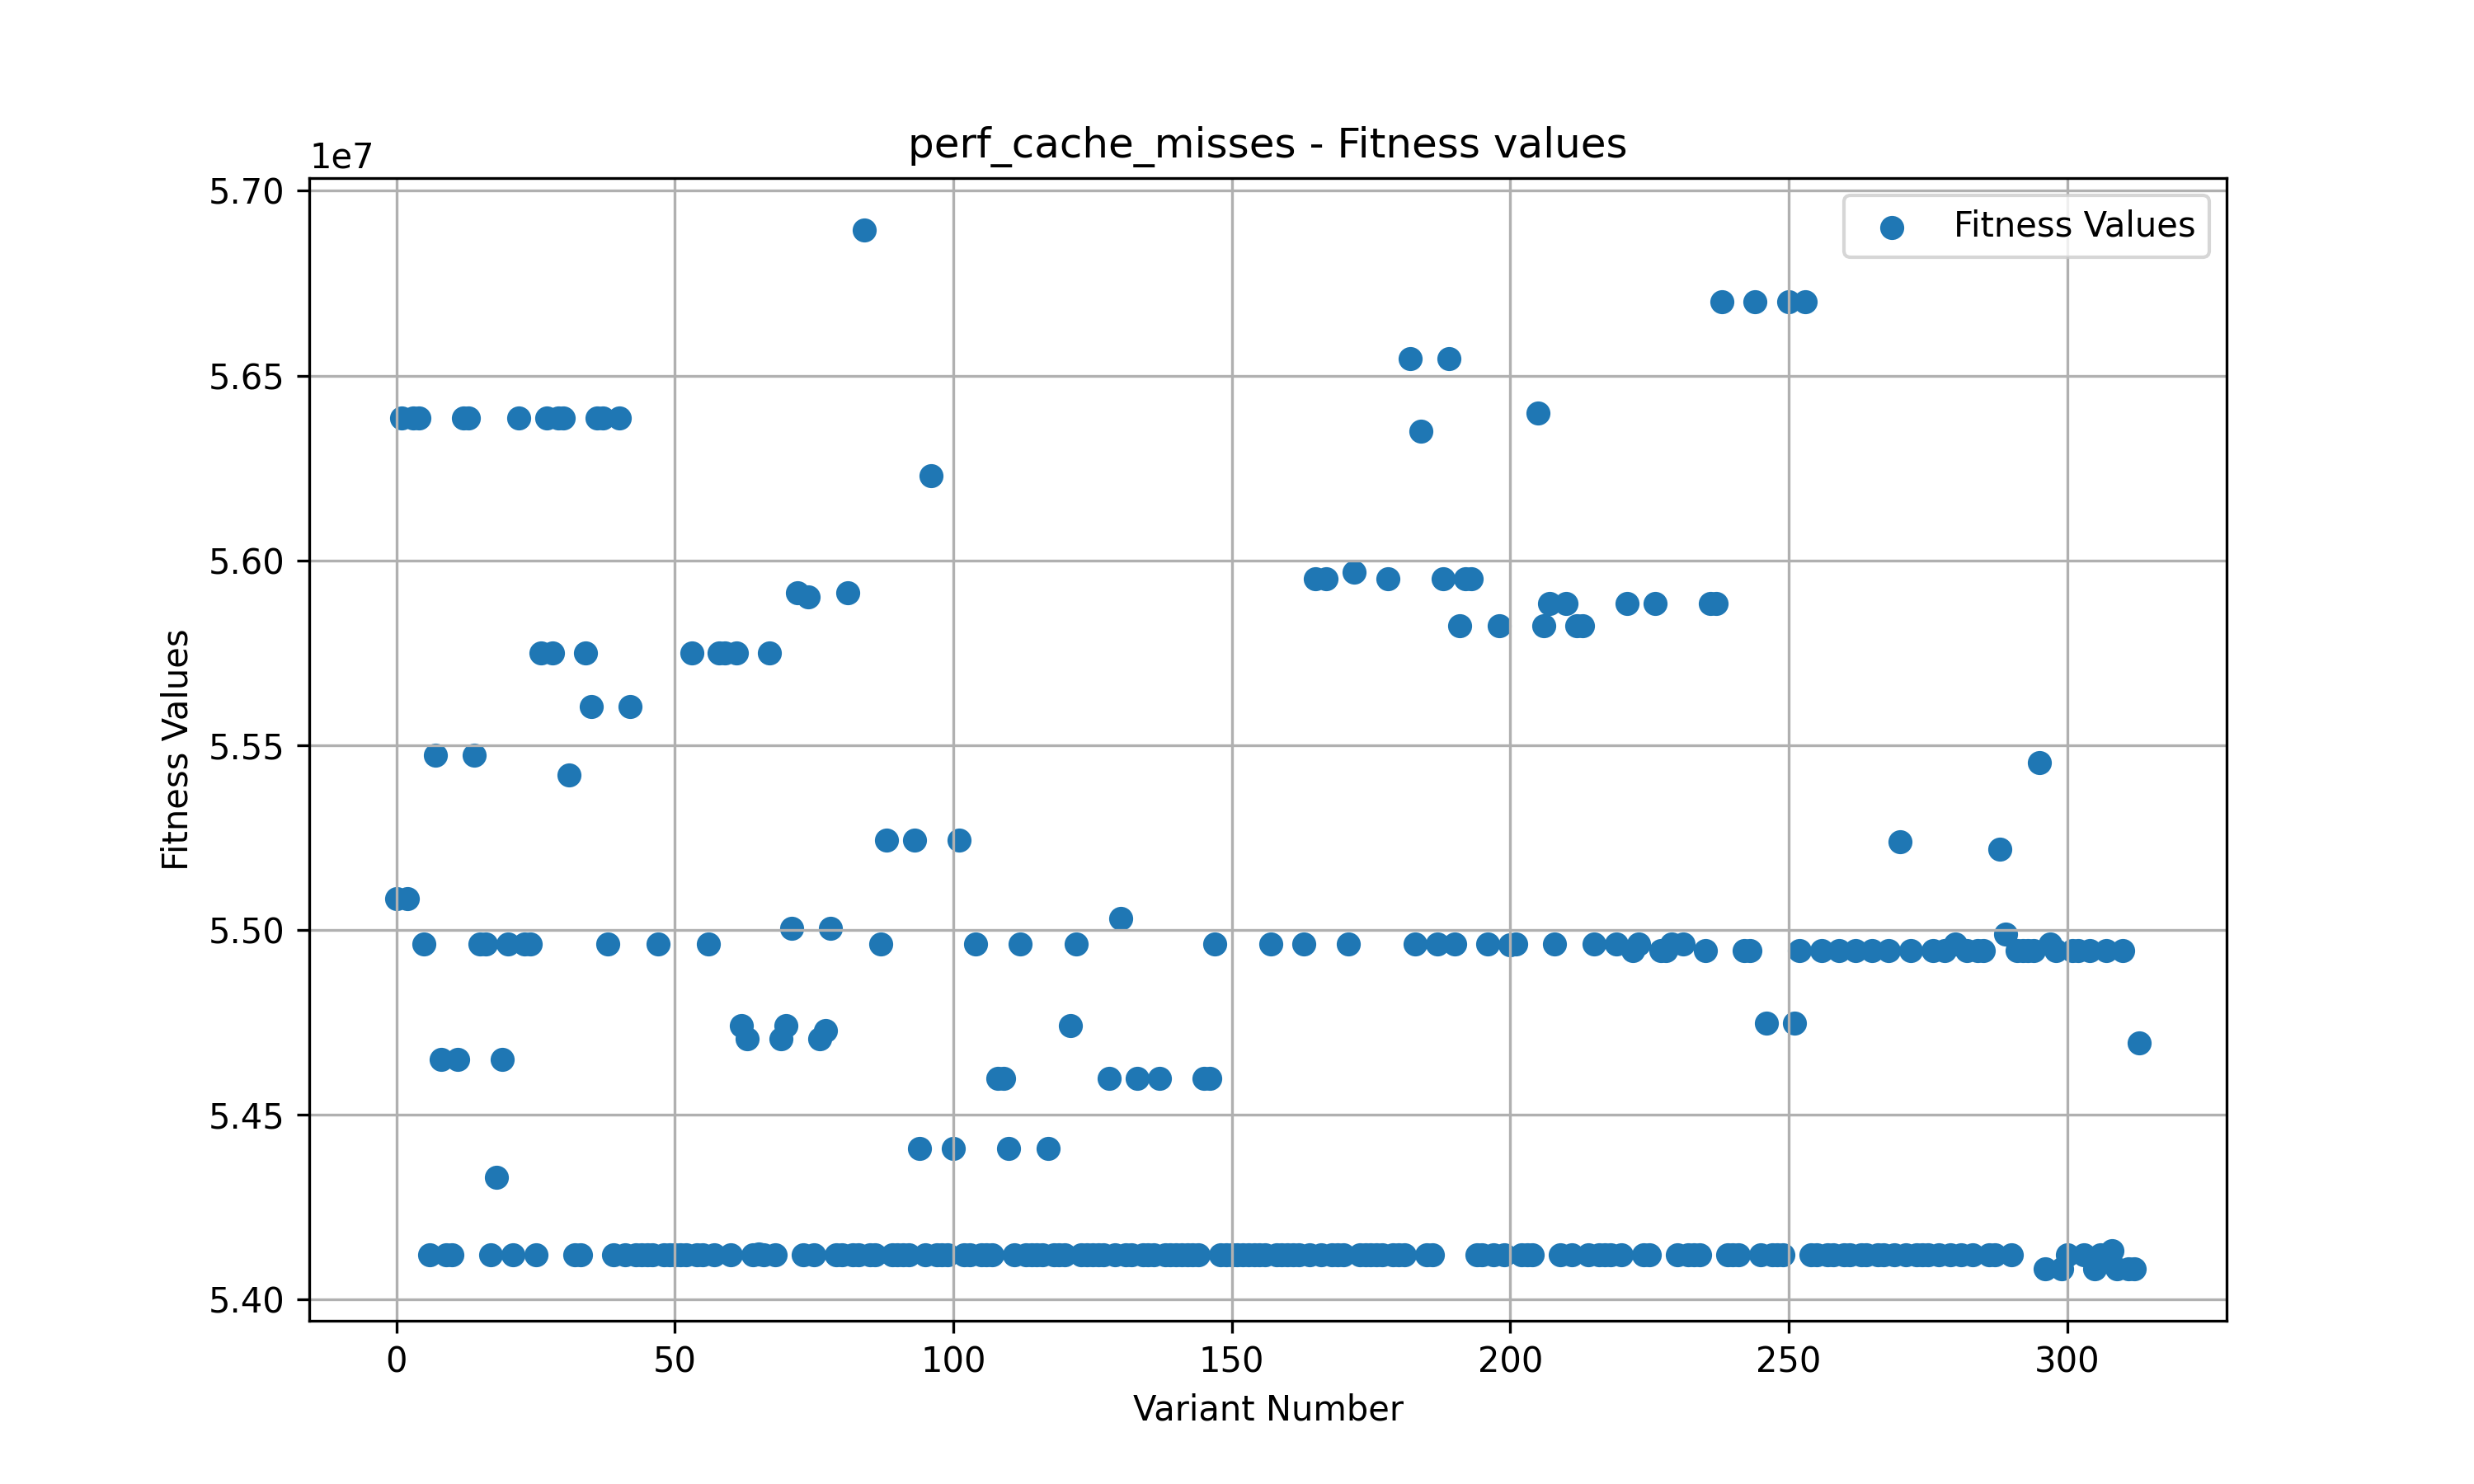 perf_cache_misses - Fitness values
1e7
Fitness Values
5.70
5.65
5.60
5.55
5.50
5.45
5.40
Fitness Values
0 50 100 150 200 250 300
Variant Number